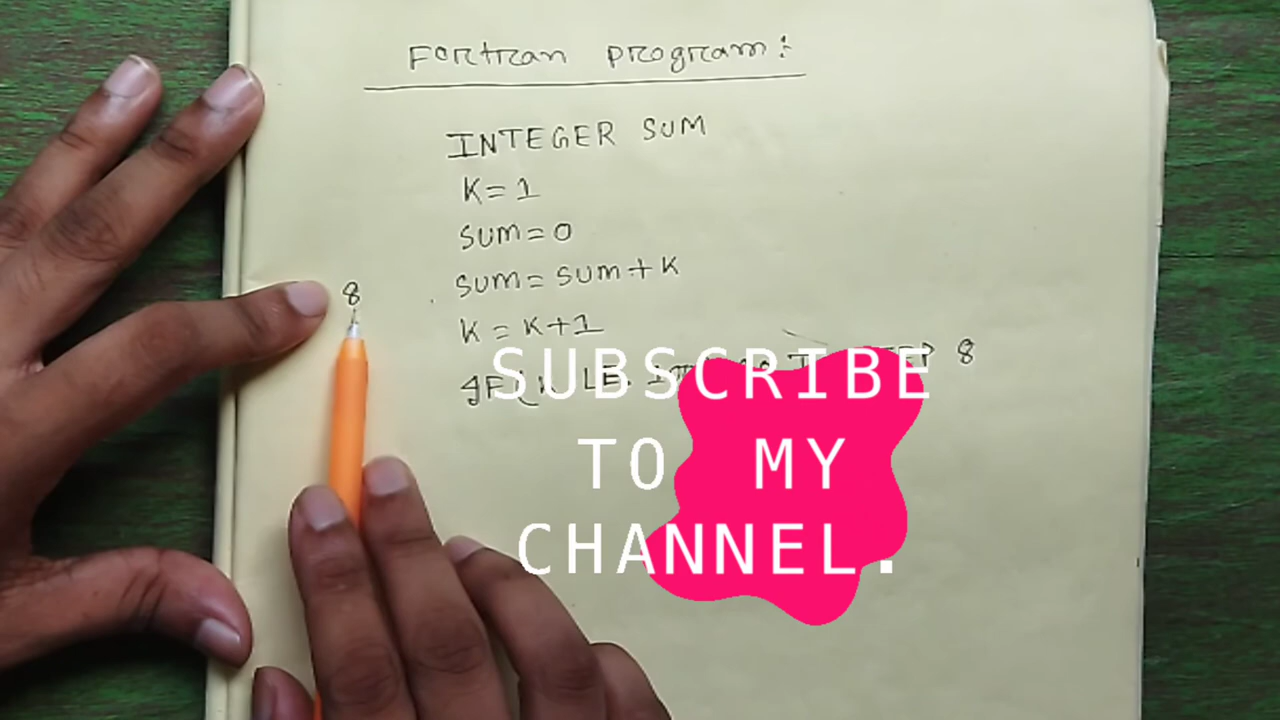 Fortran program:
INTEGER SUM
K=1
SUM=0
8 SUM=SUM+K
K=K+1
8
SUBSCRIBE
TO MY
CHANNEL.